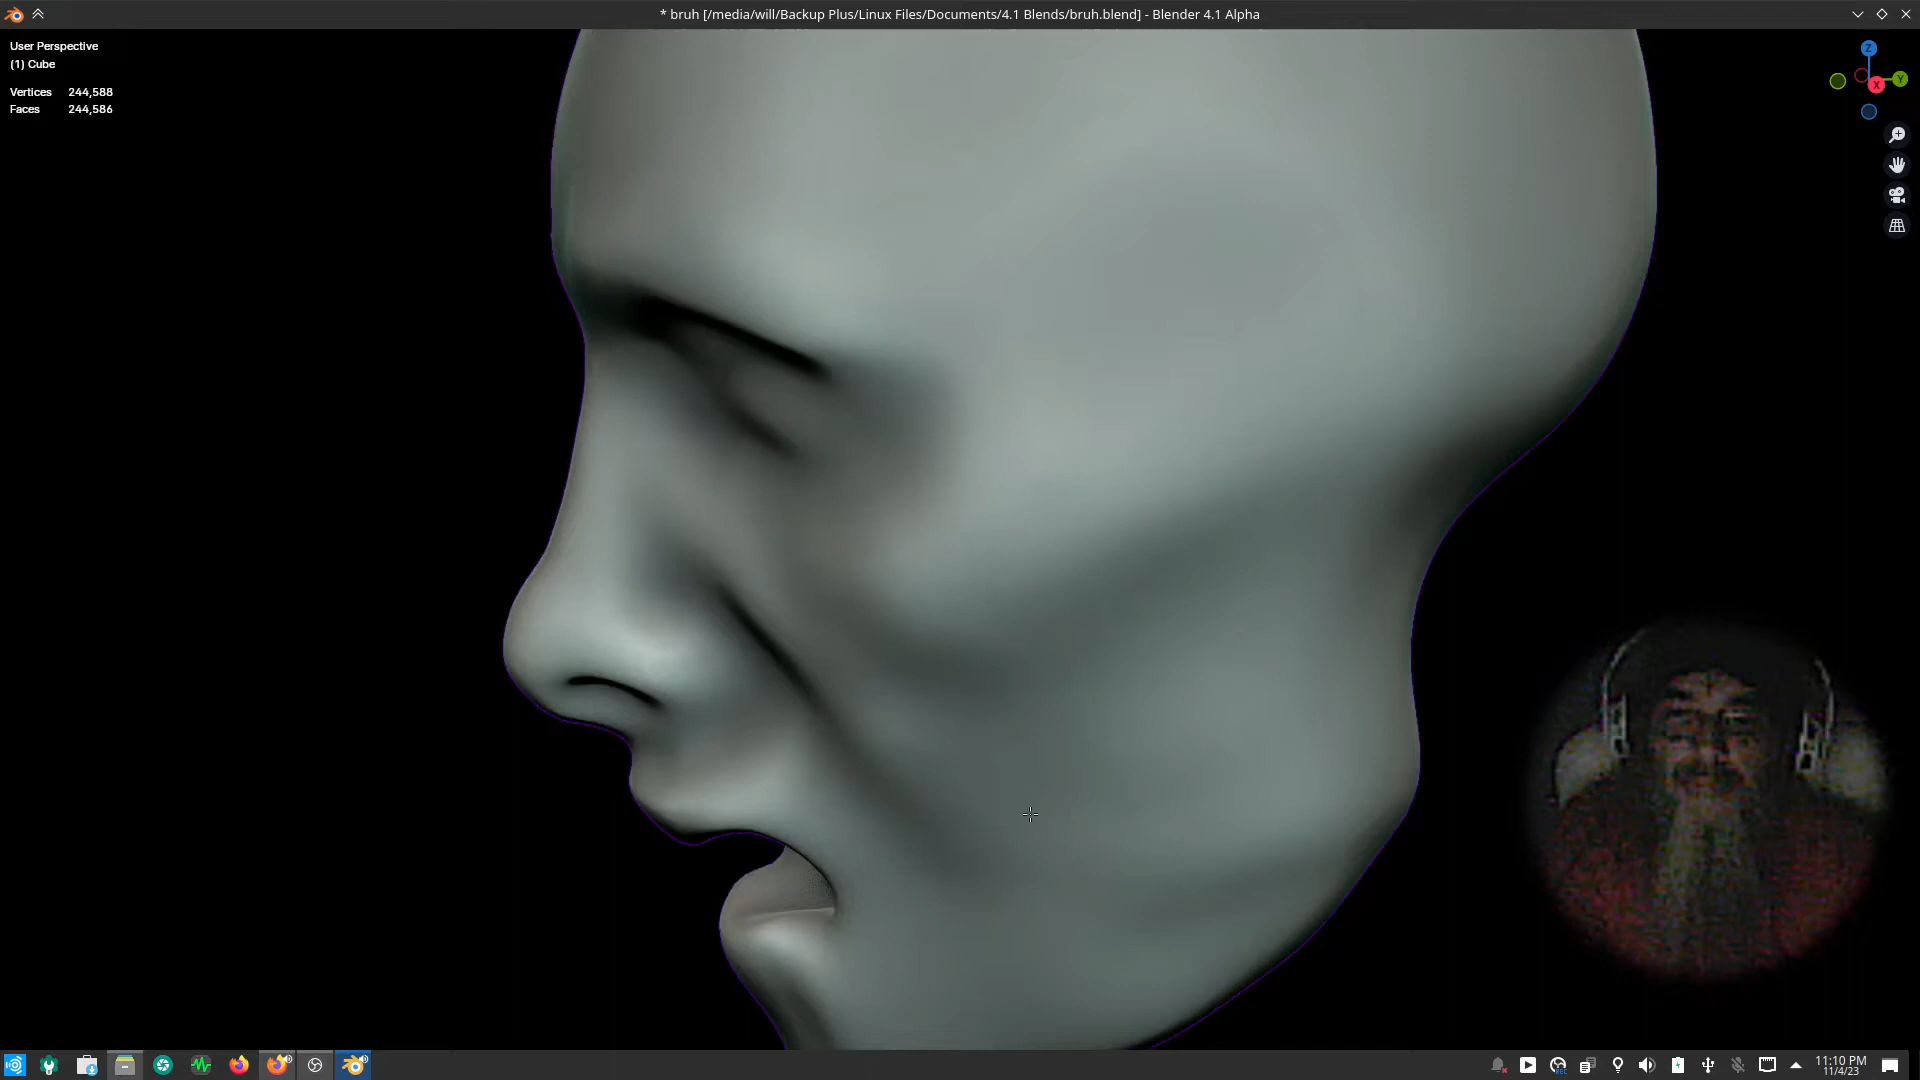 * bruh [/media/will/Backup Plus/Linux Files/Documents/4.1 Blends/bruh.blend] - Blender 4.1 Alpha
User Perspective
(1) Cube
Vertices 244,588
Faces 244,586
Z
Y
X
REC
11:10 PM
11/4/23